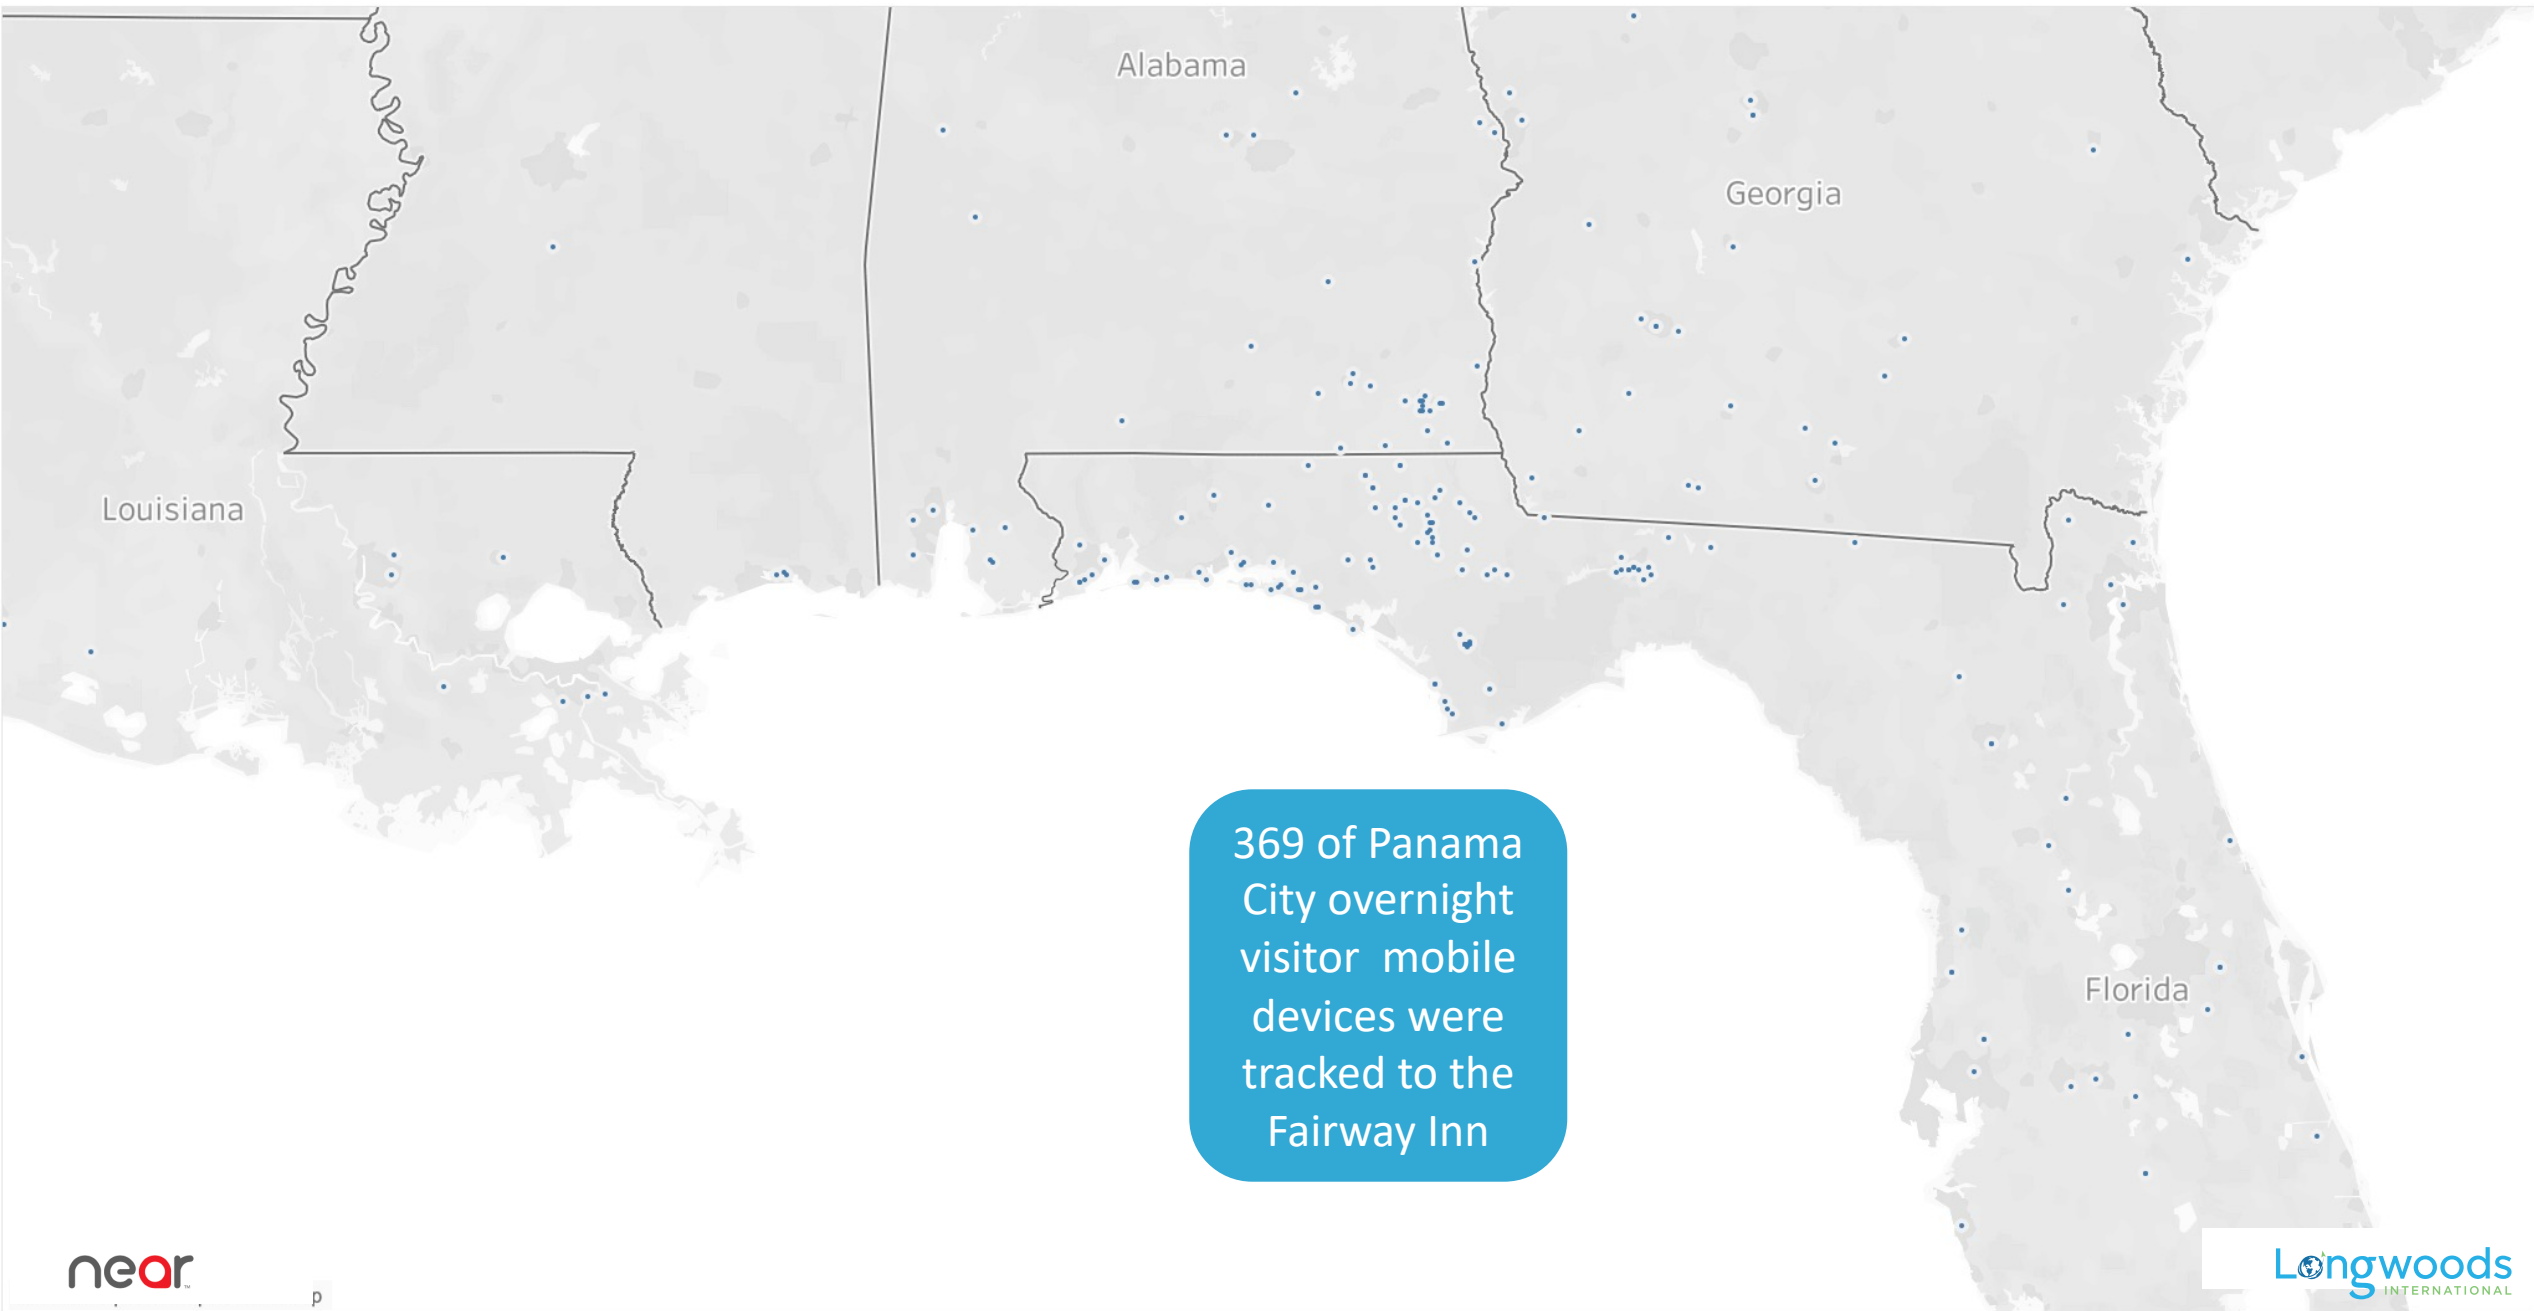 Alabama
Georgia
Louisiana
369 of Panama
City overnight
visitor  mobile
devices were
tracked to the
Fairway Inn
Florida
near
™
Longwoods
INTERNATIONAL
p